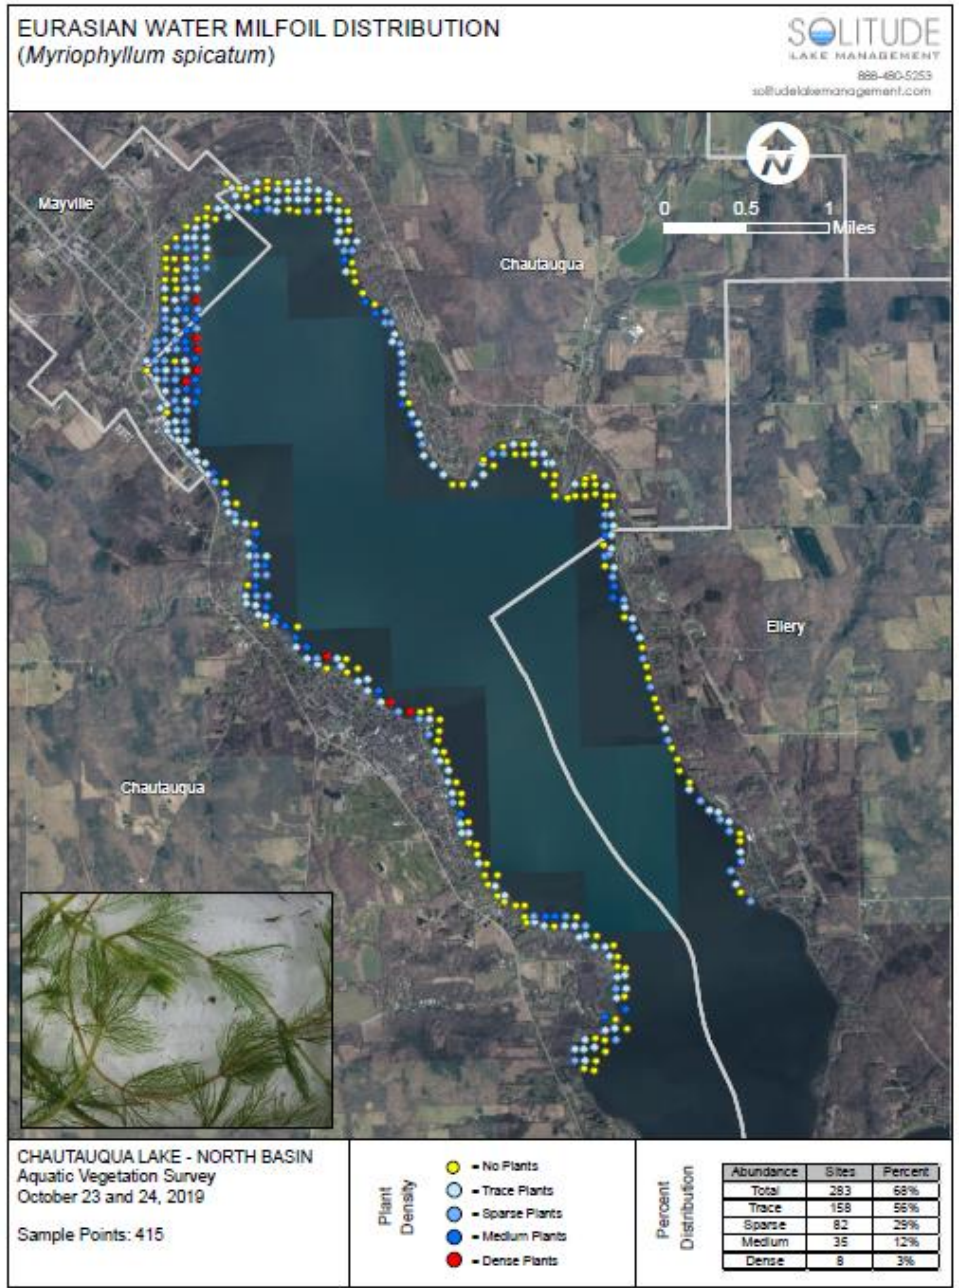 EURASIAN WATER MILFOIL DISTRIBUTION
(Myriophyllum spicatum)
SOLITUDE
LAKE MANAGEMENT
888-480-5253
solitudelakemanagement.com
Mayville
N
0 0.5 1
Miles
Chautauqua
Ellery
Chautauqua
CHAUTAUQUA LAKE - NORTH BASIN
Aquatic Vegetation Survey
October 23 and 24, 2019
Sample Points: 415
Plant
Density
= No Plants
= Trace Plants
= Sparse Plants
= Medium Plants
= Dense Plants
Percent
Distribution
Abundance Sites Percent
Total 283 68%
Trace 158 56%
Sparse 82 29%
Medium 35 12%
Dense 8 3%